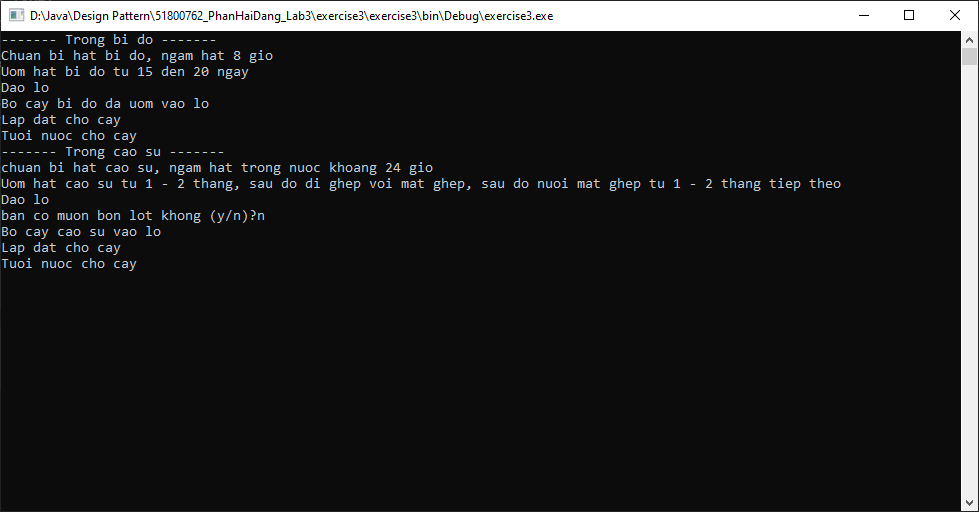 D:\Java\Design Pattern\51800762_PhanHaiDang_Lab3\exercise3\exercise3\bin\Debug\exercise3.exe
------- Trong bi do -------
Chuan bi hat bi do, ngam hat 8 gio
Uom hat bi do tu 15 den 20 ngay
Dao lo
Bo cay bi do da uom vao lo
Lap dat cho cay
Tuoi nuoc cho cay
------- Trong cao su -------
chuan bi hat cao su, ngam hat trong nuoc khoang 24 gio
Uom hat cao su tu 1 - 2 thang, sau do di ghep voi mat ghep, sau do nuoi mat ghep tu 1 - 2 thang tiep theo
Dao lo
ban co muon bon lot khong (y/n)?n
Bo cay cao su vao lo
Lap dat cho cay
Tuoi nuoc cho cay